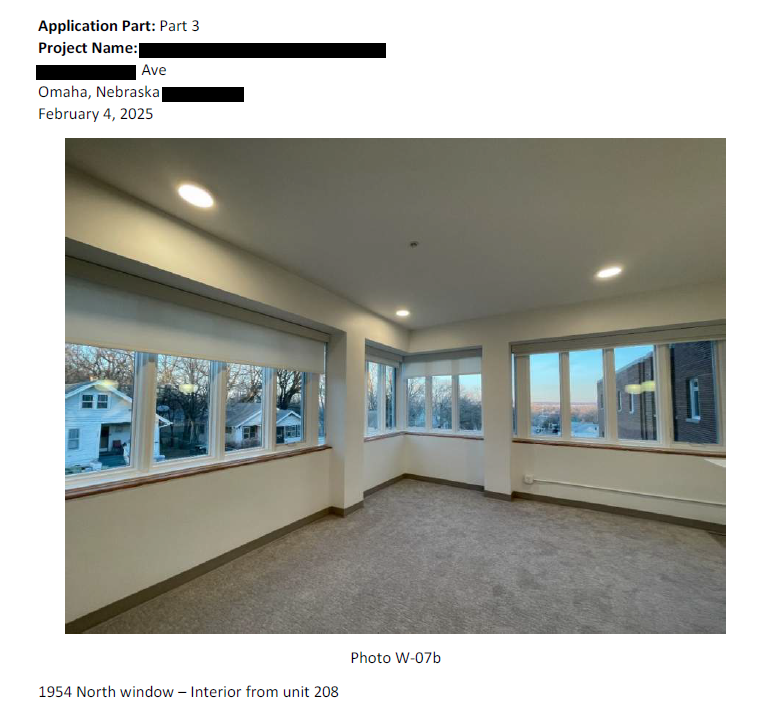 Application Part: Part 3
Project Name:
Ave
Omaha, Nebraska
February 4, 2025
Photo W-07b
1954 North window – Interior from unit 208